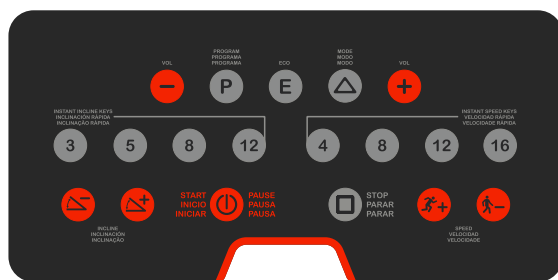 VOL
PROGRAM
PROGRAMA
PROGRAMA
ECO
MODE
MODO
MODO
VOL
P
E
INSTANT INCLINE KEYS
INCLINACIÓN RÁPIDA
INCLINAÇÃO RÁPIDA
INSTANT SPEED KEYS
VELOCIDAD RÁPIDA
VELOCIDADE RÁPIDA
3 5 8 12 4 8 12 16
START
INICIO
INICIAR
PAUSE
PAUSA
PAUSA
STOP
PARAR
PARAR
INCLINE
INCLINACIÓN
INCLINAÇÃO
SPEED
VELOCIDAD
VELOCIDADE